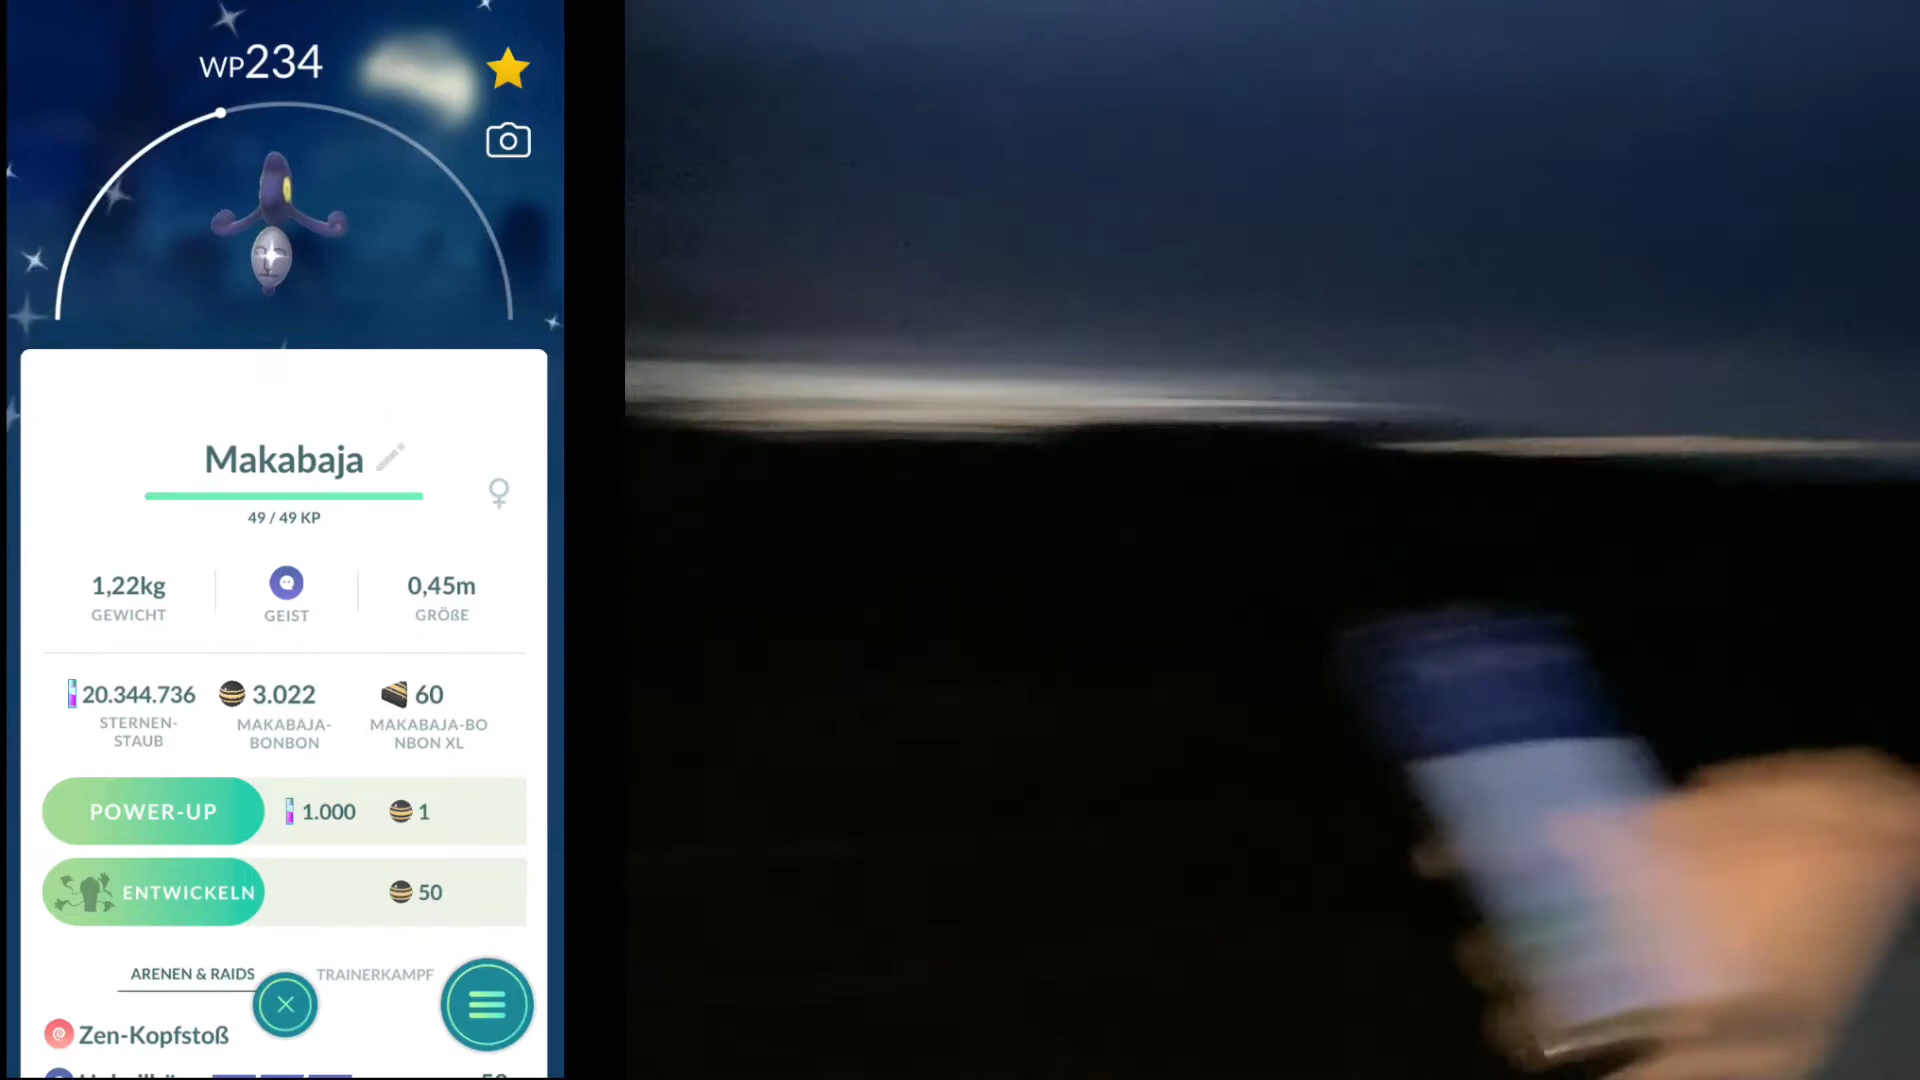 WP234
Makabaja
49 / 49 KP
1,22kg
GEWICHT
GEIST
0,45m
GRÖßE
20.344.736
STERNEN-
STAUB
3.022
MAKABAJA-
BONBON
60
MAKABAJA-BO
NBON XL
POWER-UP
1.000
1
ENTWICKELN
50
ARENEN & RAIDS
TRAINERKAMPF
Zen-Kopfstoß